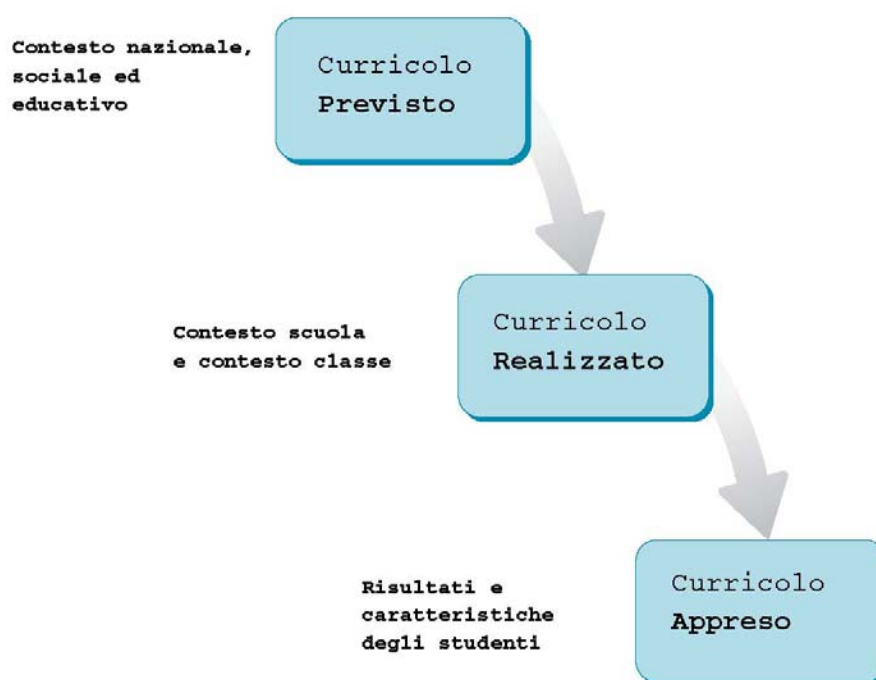 Contesto nazionale,
sociale ed
educativo
Curricolo
Previsto
Contesto scuola
e contesto classe
Curricolo
Realizzato
Risultati e
caratteristiche
degli studenti
Curricolo
Appreso